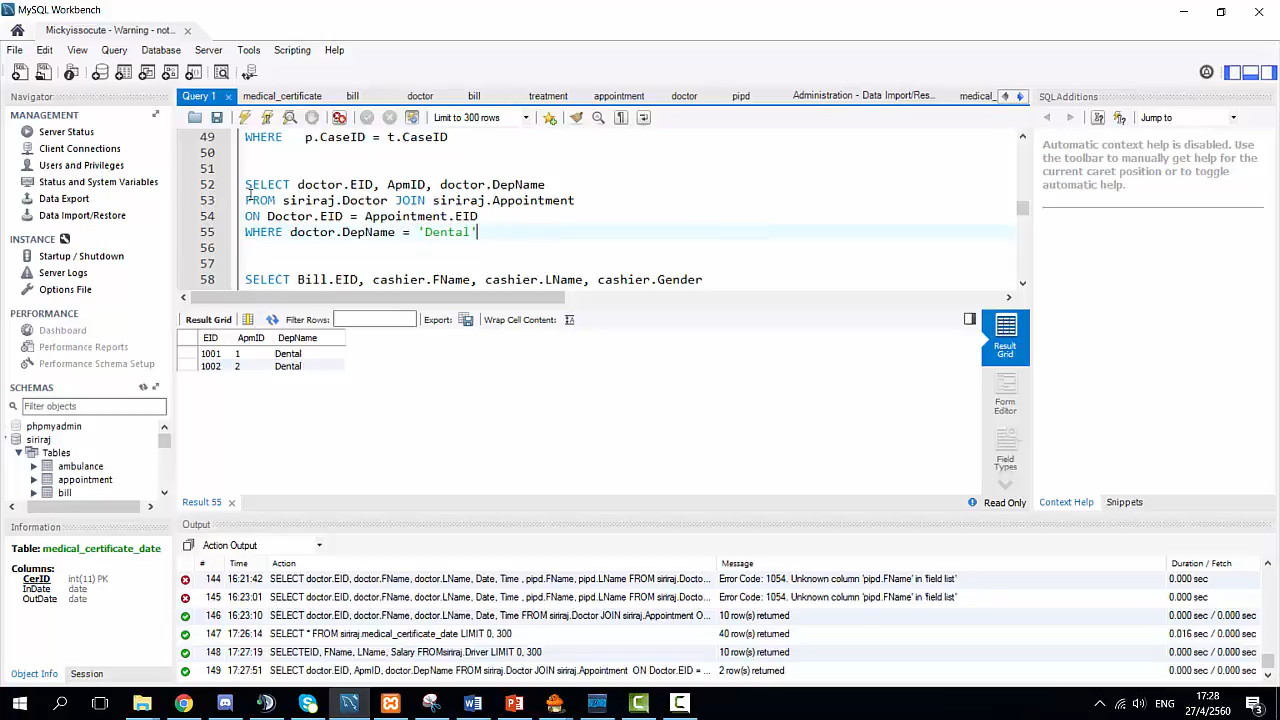 MySQL Workbench
Mickyissocute - Warning - not...
File Edit View Query Database Server Tools Scripting Help
Navigator
MANAGEMENT
Server Status
Client Connections
Users and Privileges
Status and System Variables
Data Export
Data Import/Restore
INSTANCE
Startup / Shutdown
Server Logs
Options File
PERFORMANCE
Dashboard
Performance Reports
Performance Schema Setup
SCHEMAS
Filter objects
phpmyadmin
siriraj
Tables
ambulance
appointment
bill
Information
Table: medical_certificate_date
Columns:
CerID int(11) PK
InDate date
OutDate date
Object Info Session
Query 1 medical_certificate bill doctor bill treatment appointment doctor pipd Administration - Data Impyrt/Res... medical_
Limit to 300 rows
49 WHERE p.CaseID = t.CaseID
50
51
52 SELECT doctor.EID, ApmID, doctor.DepName
53 FROM siriraj.Doctor JOIN siriraj.Appointment
54 ON Doctor.EID = Appointment.EID
55 WHERE doctor.DepName = 'Dental'
56
57
58 SELECT Bill.EID, cashier.FName, cashier.LName, cashier.Gender
Result Grid Filter Rows: Export: Wrap Cell Content:
EID ApmID DepName
1001 1 Dental
1002 2 Dental
Result Grid
Form Editor
Field Types
Result 55
Read Only
SQLAdditions
Jump to
Automatic context help is disabled. Use
the toolbar to manually get help for the
current caret position or to toggle
automatic help.
Context Help Snippets
Output
Action Output
# Time Action Message Duration / Fetch
144 16:21:42 SELECT doctor.EID, doctor.FName, doctor.LName, Date, Time , pipd.FName, pipd.LName FROM siriraj.Docto... Error Code: 1054. Unknown column 'pipd.FName' in 'field list' 0.000 sec
145 16:23:01 SELECT doctor.EID, doctor.FName, doctor.LName, Date, Time , pipd.FName, pipd.LName FROM siriraj.Docto... Error Code: 1054. Unknown column 'pipd.FName' in 'field list' 0.000 sec
146 16:23:10 SELECT doctor.EID, doctor.FName, doctor.LName, Date, Time FROM siriraj.Doctor JOIN siriraj.Appointment O... 10 row(s) returned 0.000 sec / 0.000 sec
147 17:26:14 SELECT * FROM siriraj.medical_certificate_date LIMIT 0, 300 40 row(s) returned 0.016 sec / 0.000 sec
148 17:27:19 SELECTEID, FName, LName, Salary FROMsiriraj.Driver LIMIT 0, 300 10 row(s) returned 0.000 sec / 0.000 sec
149 17:27:51 SELECT doctor.EID, ApmID, doctor.DepName FROM siriraj.Doctor JOIN siriraj.Appointment ON Doctor.EID = ... 2 row(s) returned 0.000 sec / 0.000 sec
17:28
27/4/2560